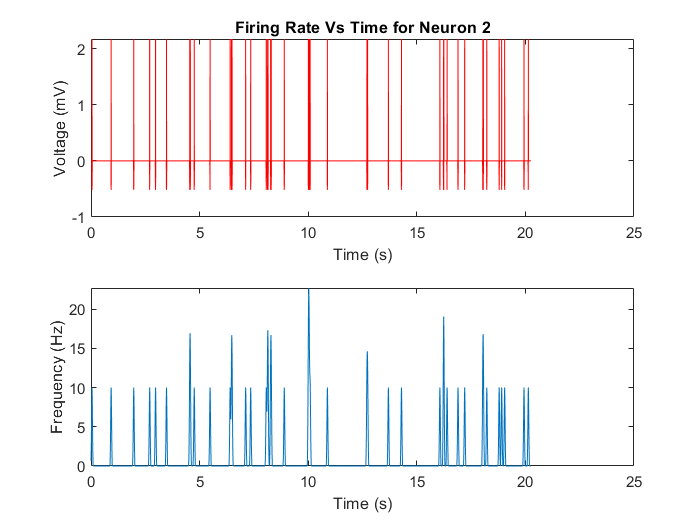 Firing Rate Vs Time for Neuron 2
2
1
0
-1
Voltage (mV)
0 5 10 15 20 25
Time (s)
20
15
10
5
0
Frequency (Hz)
0 5 10 15 20 25
Time (s)